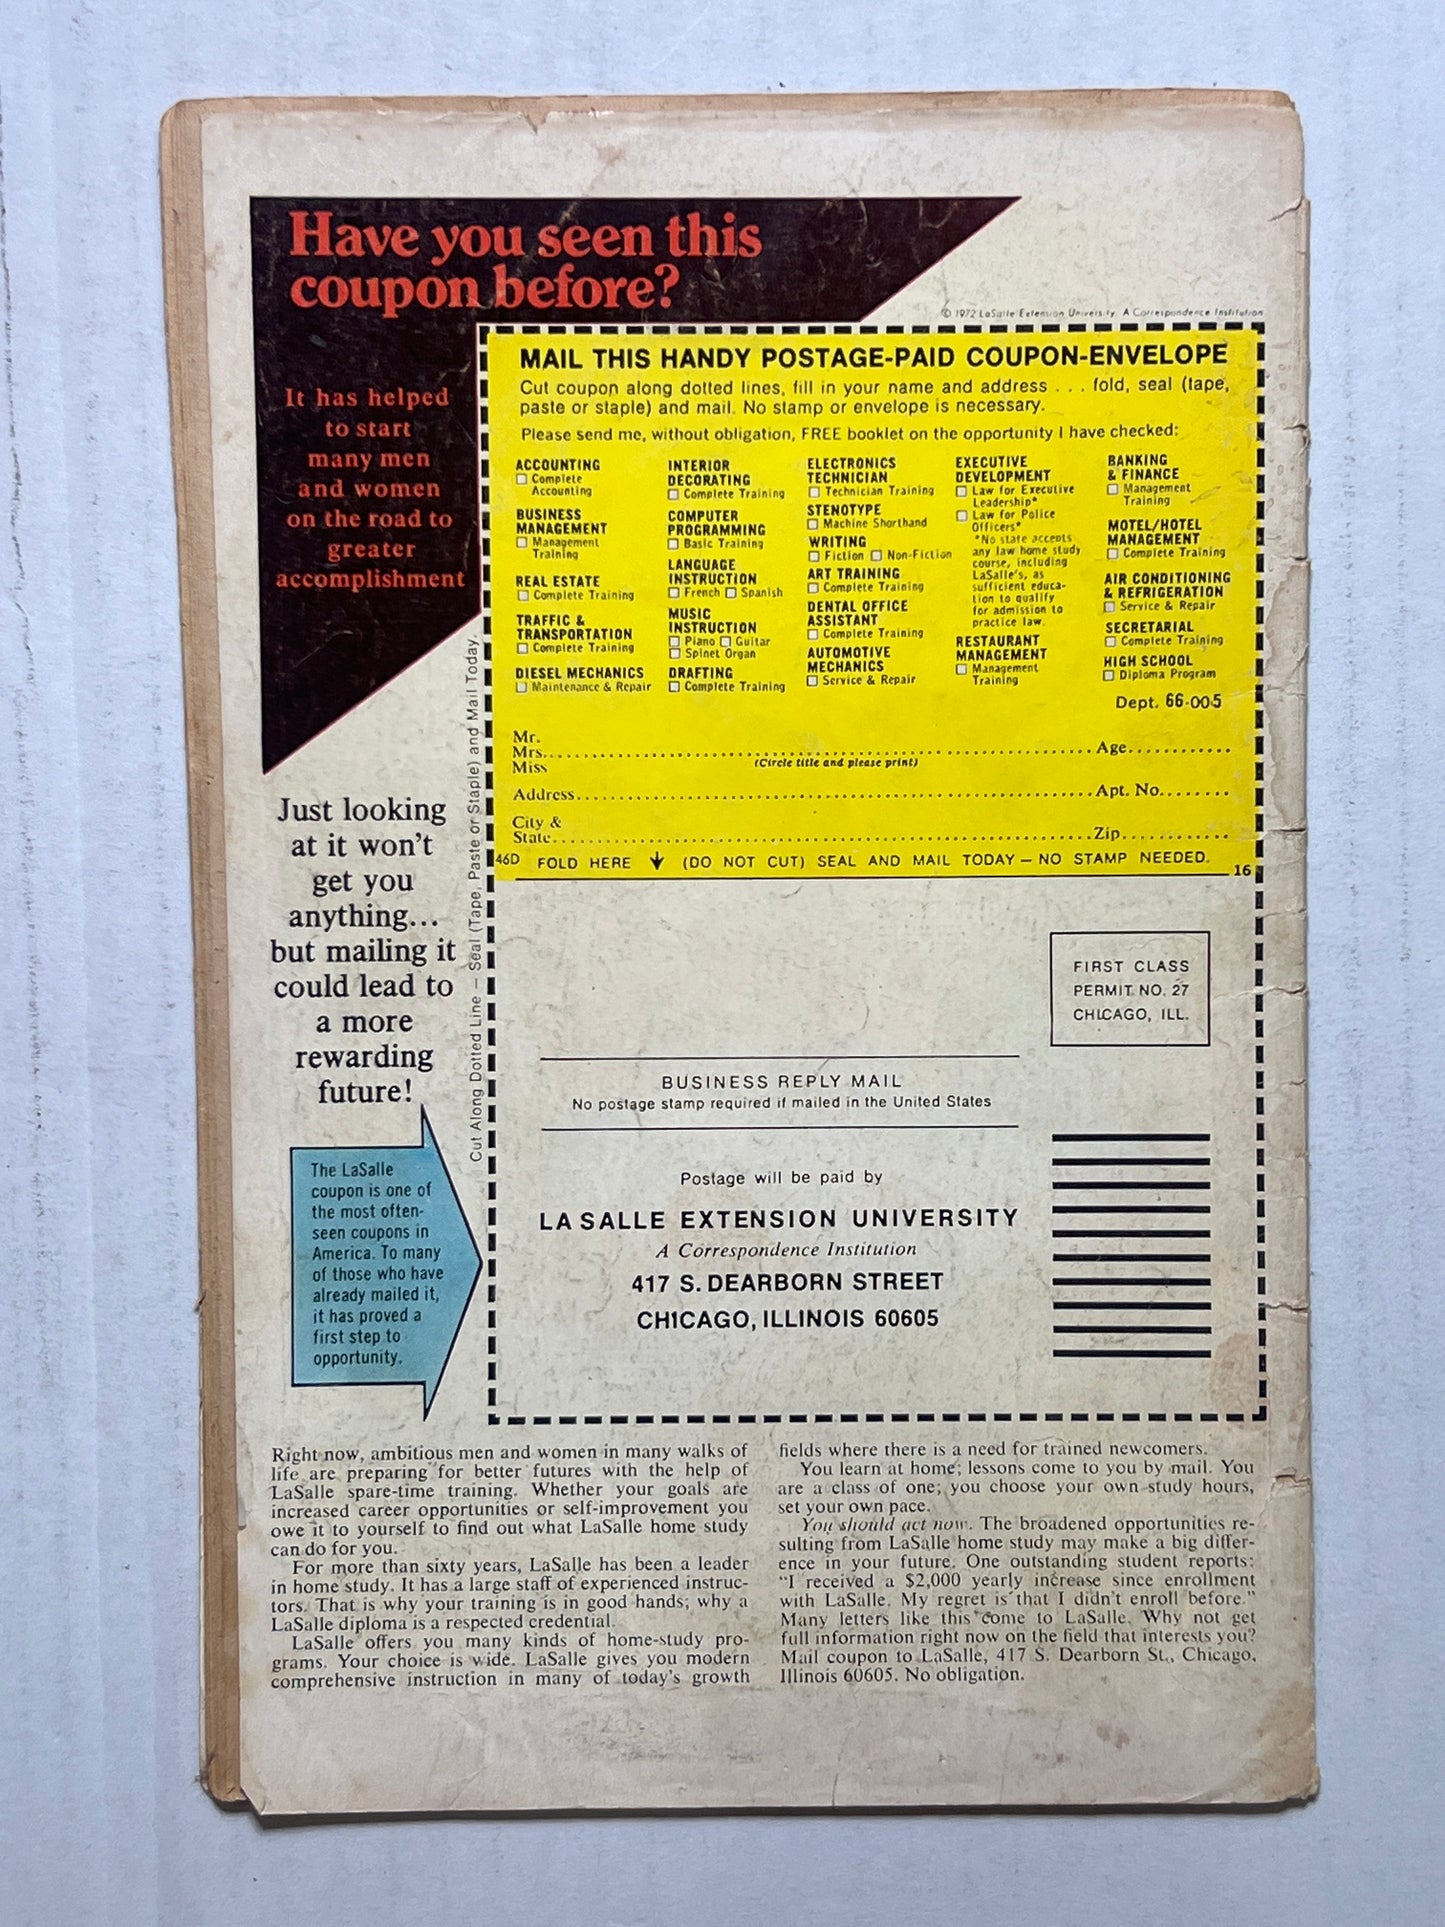 Have you seen this
coupon before?
© 1972 LaSalle Extension University. A Correspondence Institution
It has helped
to start
many men
and women
on the road to
greater
accomplishment
MAIL THIS HANDY POSTAGE-PAID COUPON-ENVELOPE
Cut coupon along dotted lines, fill in your name and address . . . fold, seal (tape,
paste or staple) and mail. No stamp or envelope is necessary.
Please send me, without obligation, FREE booklet on the opportunity I have checked:
ACCOUNTING
Complete
Accounting
BUSINESS
MANAGEMENT
Management
Training
REAL ESTATE
Complete Training
TRAFFIC &
TRANSPORTATION
Complete Training
DIESEL MECHANICS
Maintenance & Repair
INTERIOR
DECORATING
Complete Training
COMPUTER
PROGRAMMING
Basic Training
LANGUAGE
INSTRUCTION
French Spanish
MUSIC
INSTRUCTION
Piano Guitar
Spinet Organ
DRAFTING
Complete Training
ELECTRONICS
TECHNICIAN
Technician Training
STENOTYPE
Machine Shorthand
WRITING
Fiction Non-Fiction
ART TRAINING
Complete Training
DENTAL OFFICE
ASSISTANT
Complete Training
AUTOMOTIVE
MECHANICS
Service & Repair
EXECUTIVE
DEVELOPMENT
Law for Executive
Leadership*
Law for Police
Officers*
*No state accepts
any law home study
course, including
LaSalle's, as
sufficient educa-
tion to qualify
for admission to
practice law.
RESTAURANT
MANAGEMENT
Management
Training
BANKING
& FINANCE
Management
Training
MOTEL/HOTEL
MANAGEMENT
Complete Training
AIR CONDITIONING
& REFRIGERATION
Service & Repair
SECRETARIAL
Complete Training
HIGH SCHOOL
Diploma Program
Dept. 66-005
Mr.
Mrs. Age
Miss (Circle title and please print)
Address Apt. No.
City &
State Zip
46D FOLD HERE (DO NOT CUT) SEAL AND MAIL TODAY – NO STAMP NEEDED.
16
Cut Along Dotted Line – Seal (Tape, Paste or Staple) and Mail Today.
Just looking
at it won't
get you
anything...
but mailing it
could lead to
a more
rewarding
future!
FIRST CLASS
PERMIT NO. 27
CHICAGO, ILL.
BUSINESS REPLY MAIL
No postage stamp required if mailed in the United States
Postage will be paid by
LA SALLE EXTENSION UNIVERSITY
A Correspondence Institution
417 S. DEARBORN STREET
CHICAGO, ILLINOIS 60605
The LaSalle
coupon is one of
the most often-
seen coupons in
America. To many
of those who have
already mailed it,
it has proved a
first step to
opportunity.
Right now, ambitious men and women in many walks of
life are preparing for better futures with the help of
LaSalle spare-time training. Whether your goals are
increased career opportunities or self-improvement you
owe it to yourself to find out what LaSalle home study
can do for you.
For more than sixty years, LaSalle has been a leader
in home study. It has a large staff of experienced instruc-
tors. That is why your training is in good hands; why a
LaSalle diploma is a respected credential.
LaSalle offers you many kinds of home-study pro-
grams. Your choice is wide. LaSalle gives you modern
comprehensive instruction in many of today's growth
fields where there is a need for trained newcomers.
You learn at home; lessons come to you by mail. You
are a class of one; you choose your own study hours,
set your own pace.
You should act now. The broadened opportunities re-
sulting from LaSalle home study may make a big differ-
ence in your future. One outstanding student reports:
"I received a $2,000 yearly increase since enrollment
with LaSalle. My regret is that I didn't enroll before."
Many letters like this come to LaSalle. Why not get
full information right now on the field that interests you?
Mail coupon to LaSalle, 417 S. Dearborn St., Chicago,
Illinois 60605. No obligation.